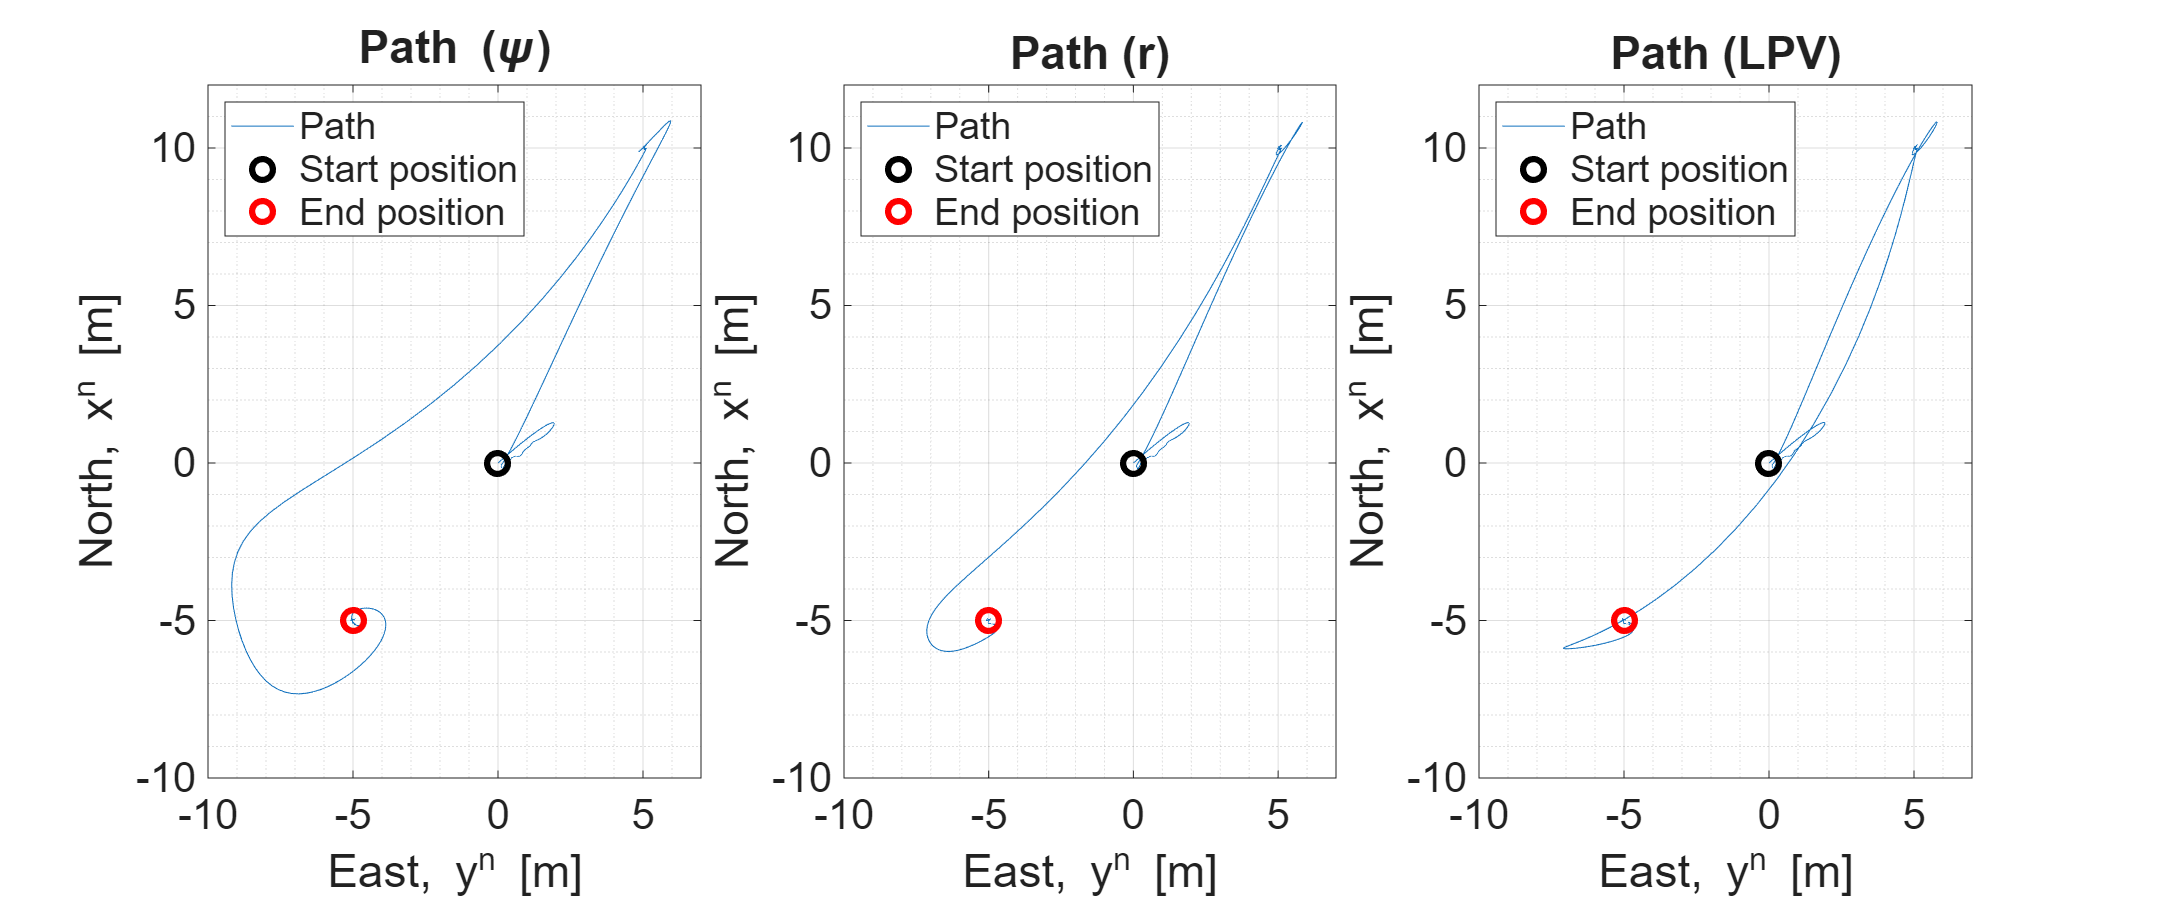 Path (ψ)
Path
Start position
End position
10
5
0
-5
-10
-10
-5
0
5
North, xⁿ [m]
East, yⁿ [m]
Path (r)
Path
Start position
End position
10
5
0
-5
-10
-10
-5
0
5
North, xⁿ [m]
East, yⁿ [m]
Path (LPV)
Path
Start position
End position
10
5
0
-5
-10
-10
-5
0
5
North, xⁿ [m]
East, yⁿ [m]